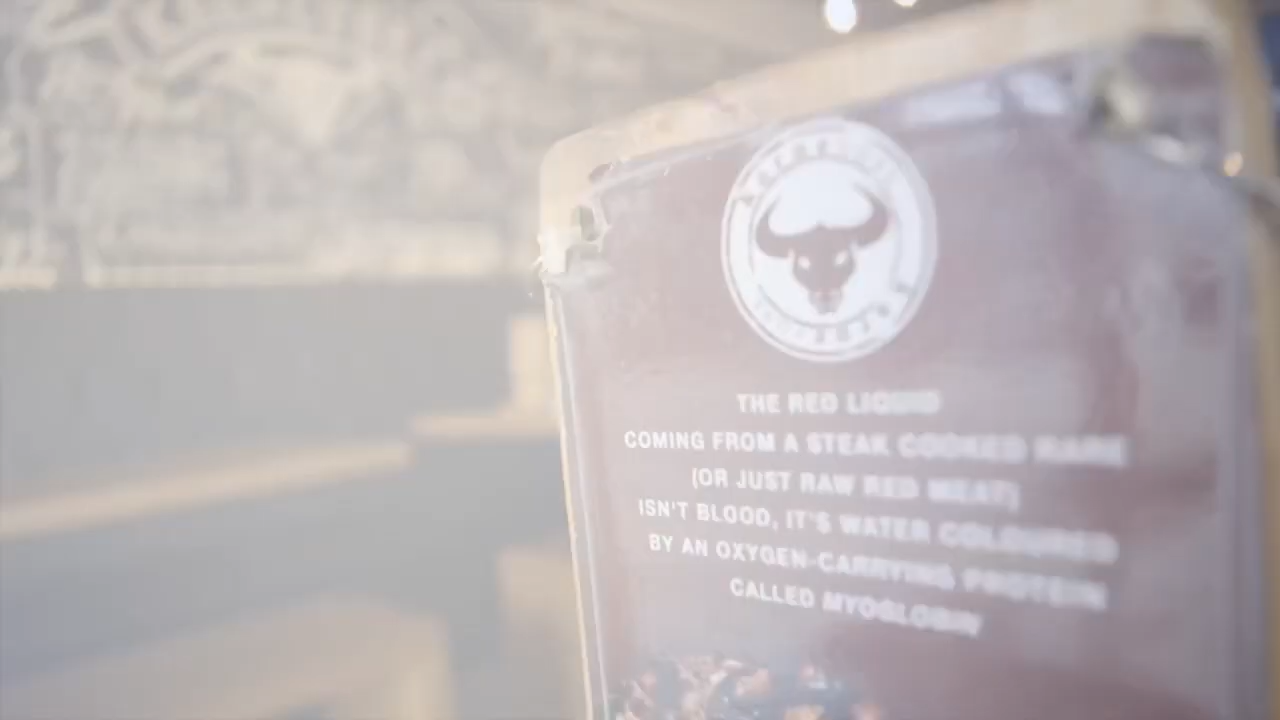 THE RED LIQUID
COMING FROM A STEAK COOKED RARE
(OR JUST RAW RED MEAT)
ISN'T BLOOD, IT'S WATER COLOURED
BY AN OXYGEN-CARRYING PROTEIN
CALLED MYOGLOBIN